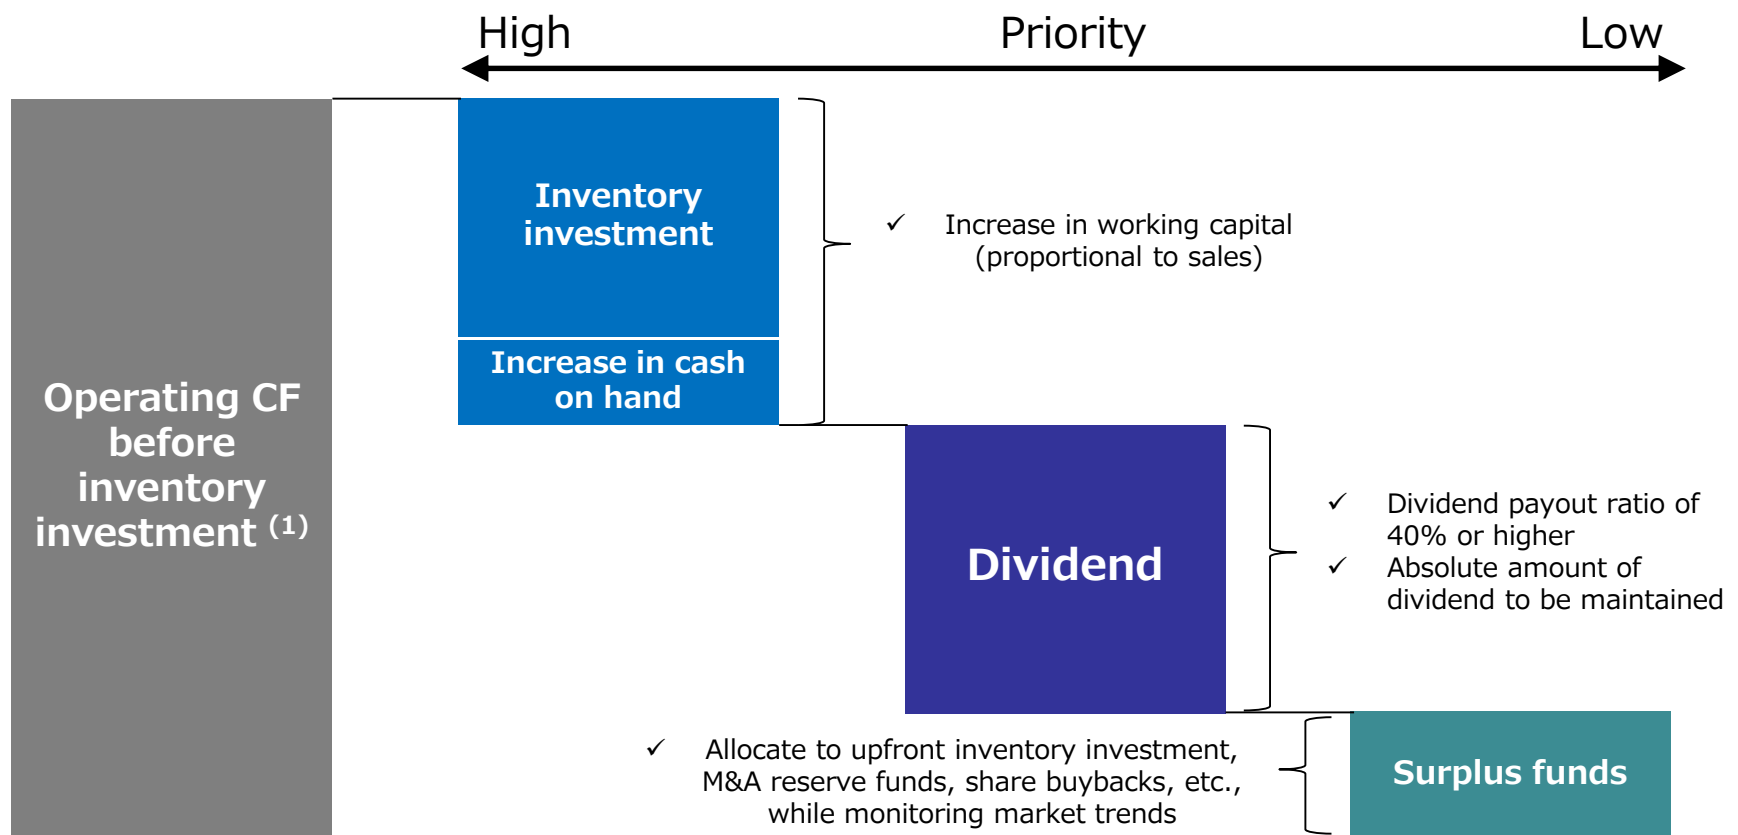 High Priority Low
Inventory
investment
✓ Increase in working capital
(proportional to sales)
Increase in cash
on hand
Operating CF
before
inventory
investment (1)
Dividend
✓ Dividend payout ratio of
40% or higher
✓ Absolute amount of
dividend to be maintained
✓ Allocate to upfront inventory investment,
M&A reserve funds, share buybacks, etc.,
while monitoring market trends
Surplus funds